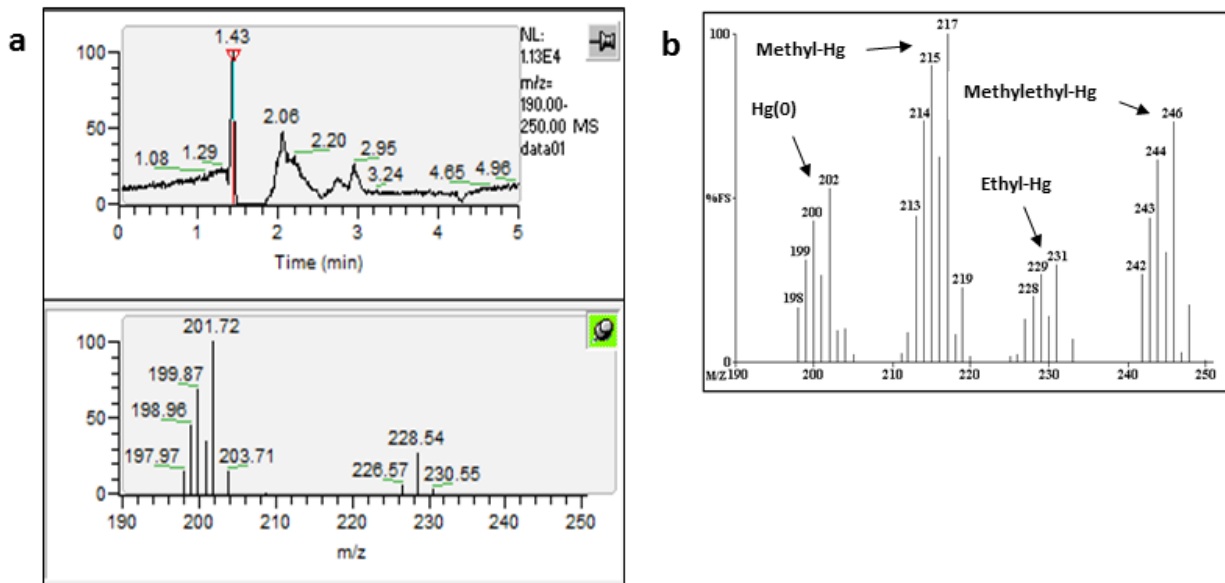 a
1.43
NL:
1.13E4
m/z=
190.00-
250.00 MS
data01
100
50
0
1.08
1.29
2.06
2.20
2.95
3.24
4.65
4.96
0 1 2 3 4 5
Time (min)
100
50
0
201.72
199.87
198.96
197.97
203.71
228.54
226.57
230.55
190 200 210 220 230 240 250
m/z
b
100
%FS
0
Methyl-Hg
Hg(0)
Methylethyl-Hg
Ethyl-Hg
217
215
214
213
219
202
200
199
198
246
244
243
242
231
229
228
M/Z 190 200 210 220 230 240 250